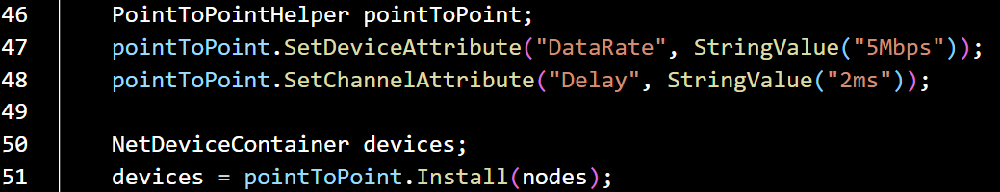 46 PointToPointHelper pointToPoint;
47 pointToPoint.SetDeviceAttribute("DataRate", StringValue("5Mbps"));
48 pointToPoint.SetChannelAttribute("Delay", StringValue("2ms"));
49
50 NetDeviceContainer devices;
51 devices = pointToPoint.Install(nodes);